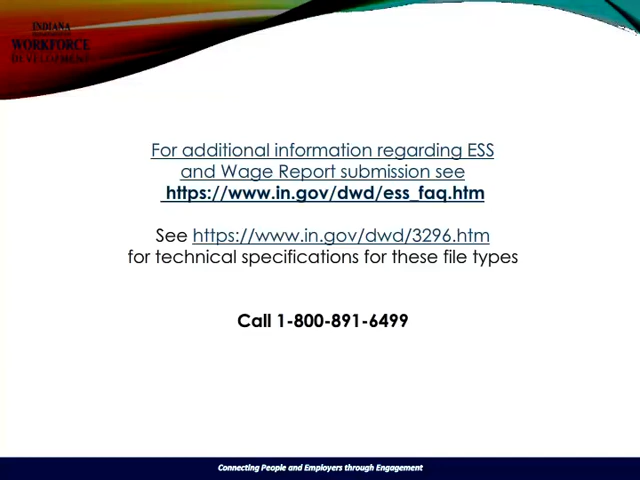 INDIANA
WORKFORCE
DEVELOPMENT
For additional information regarding ESS
and Wage Report submission see
https://www.in.gov/dwd/ess_faq.htm
See https://www.in.gov/dwd/3296.htm
for technical specifications for these file types
Call 1-800-891-6499
Connecting People and Employers through Engagement